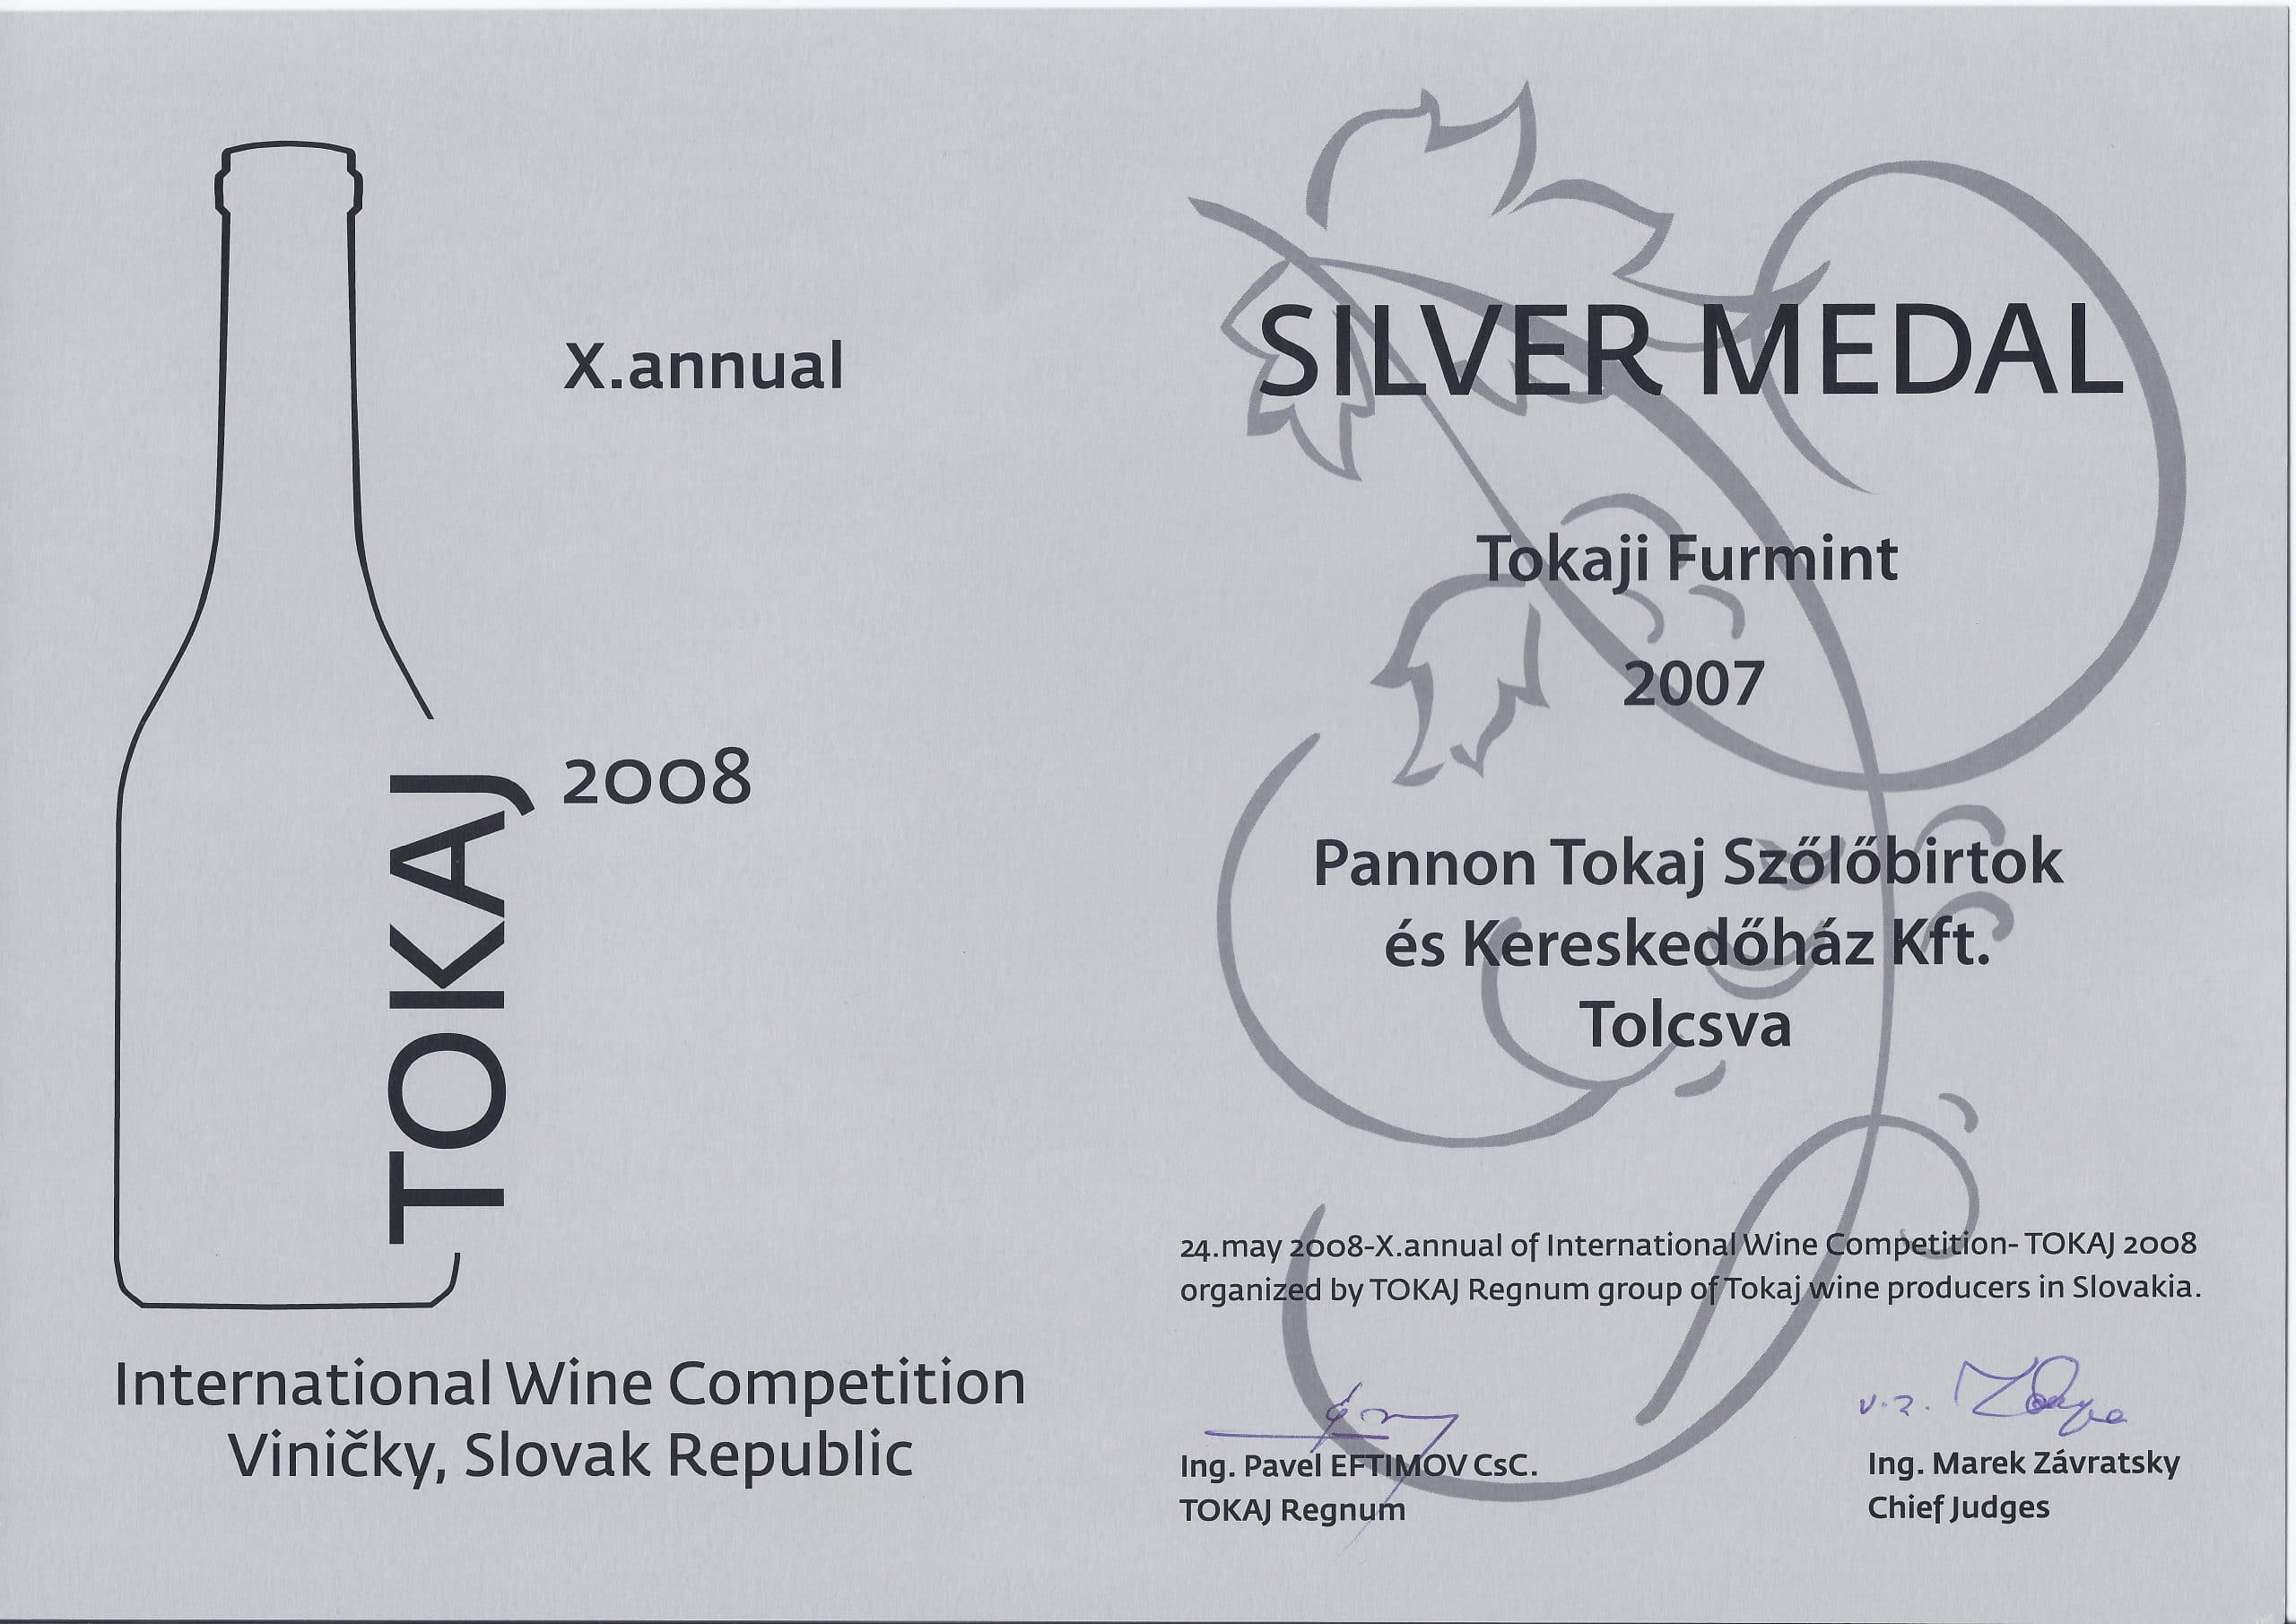 X.annual
TOKAJ 2008
International Wine Competition
Viničky, Slovak Republic
SILVER MEDAL
Tokaji Furmint
2007
Pannon Tokaj Szőlőbirtok
és Kereskedőház Kft.
Tolcsva
24.may 2008-X.annual of International Wine Competition- TOKAJ 2008
organized by TOKAJ Regnum group of Tokaj wine producers in Slovakia.
v.z.
Ing. Pavel EFTIMOV CsC.
TOKAJ Regnum
Ing. Marek Závratsky
Chief Judges